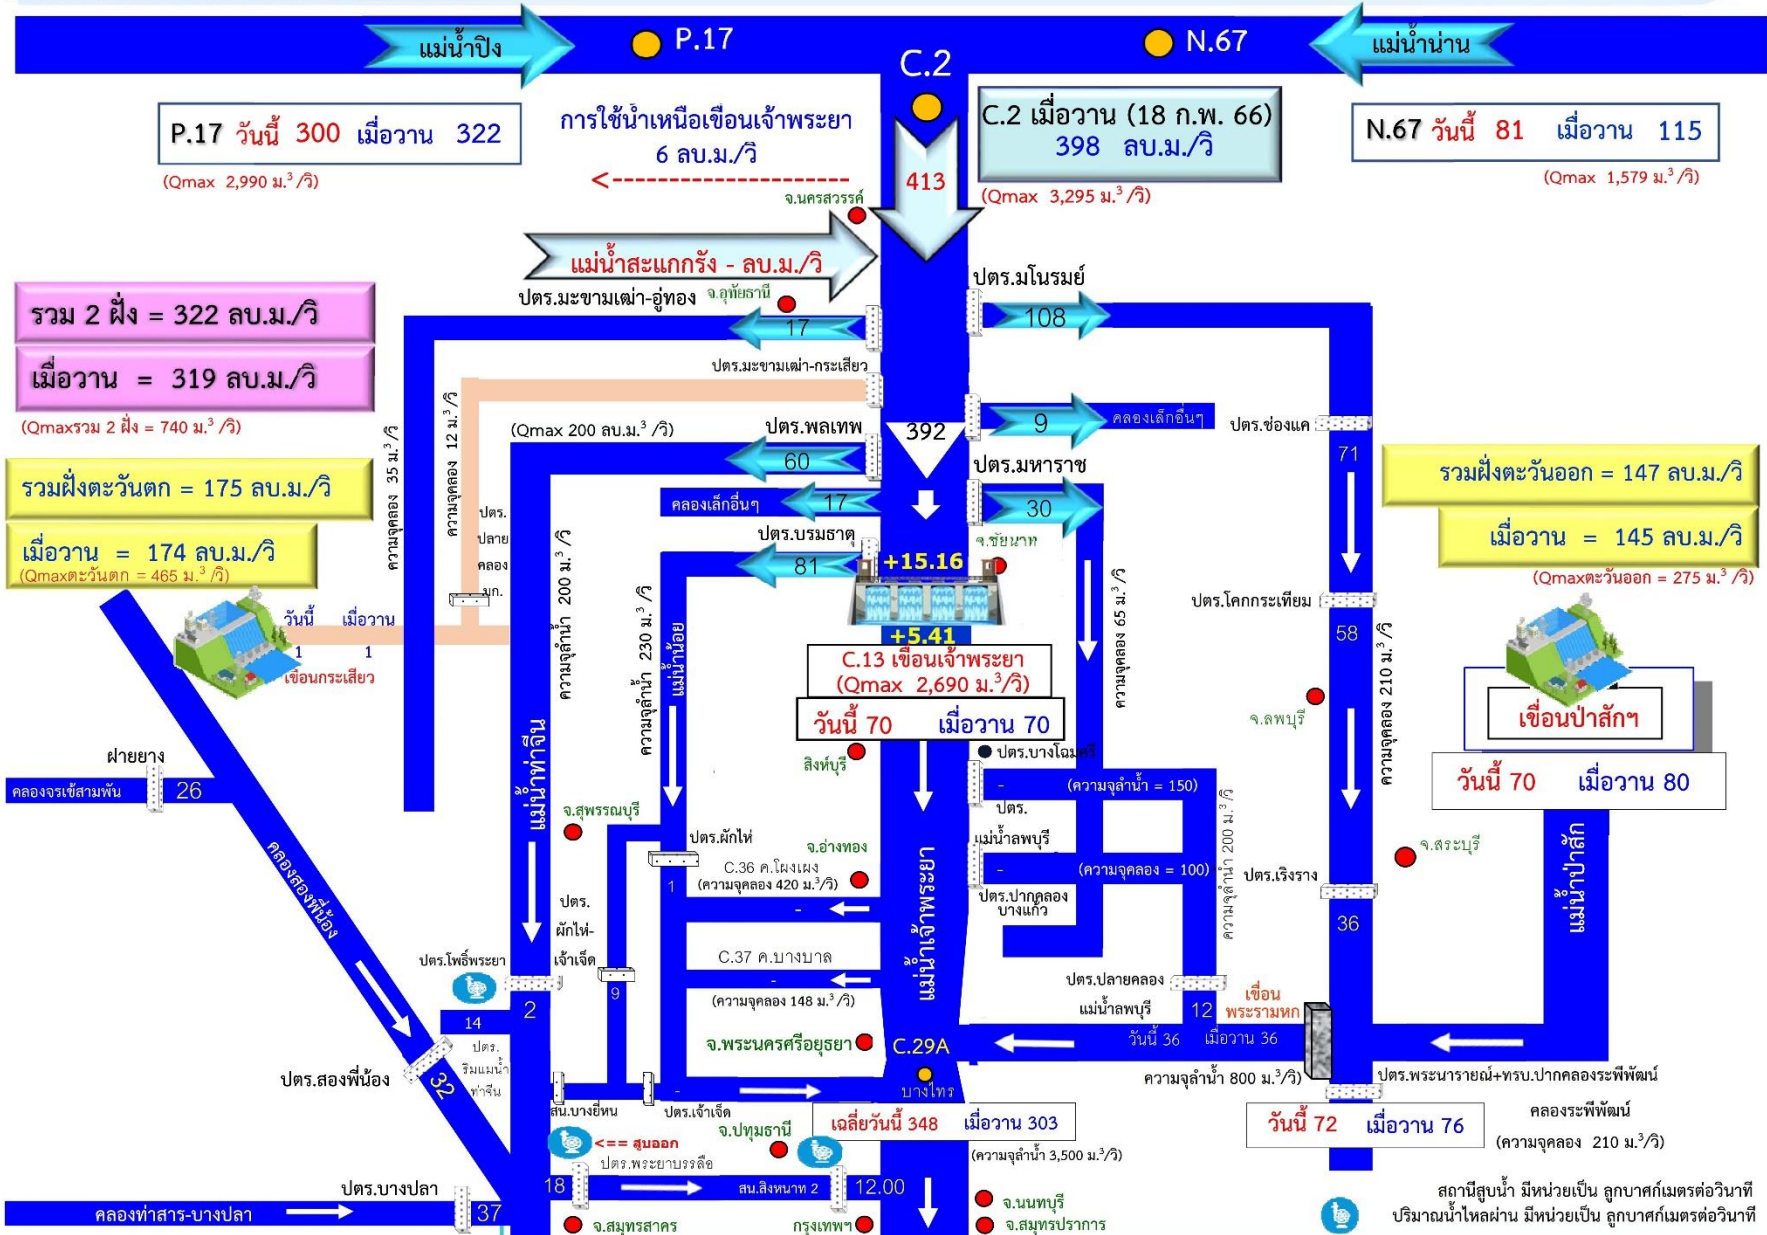 แม่น้ำปิง
P.17
C.2
N.67
แม่น้ำน่าน
P.17 วันนี้ 300 เมื่อวาน 322
(Qmax 2,990 ม.³/วิ)
การใช้น้ำเหนือเขื่อนเจ้าพระยา
6 ลบ.ม./วิ
<--------------------
จ.นครสวรรค์
413
C.2 เมื่อวาน (18 ก.พ. 66)
398 ลบ.ม./วิ
(Qmax 3,295 ม.³/วิ)
N.67 วันนี้ 81 เมื่อวาน 115
(Qmax 1,579 ม.³/วิ)
แม่น้ำสะแกกรัง - ลบ.ม./วิ
ปตร.มะขามเฒ่า-อู่ทอง
จ.อุทัยธานี
17
ปตร.มโนรมย์
108
รวม 2 ฝั่ง = 322 ลบ.ม./วิ
เมื่อวาน = 319 ลบ.ม./วิ
(Qmaxรวม 2 ฝั่ง = 740 ม.³/วิ)
ปตร.มะขามเฒ่า-กระเสียว
ความจุคลอง 35 ม.³/วิ
ความจุคลอง 12 ม.³/วิ
(Qmax 200 ลบ.ม.³/วิ)
ปตร.พลเทพ
60
392
9
คลองเล็กอื่นๆ
ปตร.ช่องแค
71
รวมฝั่งตะวันตก = 175 ลบ.ม./วิ
เมื่อวาน = 174 ลบ.ม./วิ
(Qmaxตะวันตก = 465 ม.³/วิ)
รวมฝั่งตะวันออก = 147 ลบ.ม./วิ
เมื่อวาน = 145 ลบ.ม./วิ
(Qmaxตะวันออก = 275 ม.³/วิ)
คลองเล็กอื่นๆ
17
ปตร.มหาราช
30
ปตร.
ปลาย
คลอง
มก.
ปตร.บรมธาตุ
81
จ.ชัยนาท
+15.16
+5.41
C.13 เขื่อนเจ้าพระยา
(Qmax 2,690 ม.³/วิ)
วันนี้ 70 เมื่อวาน 70
วันนี้ เมื่อวาน
1 1
เขื่อนกระเสียว
ความจุลำน้ำ 200 ม.³/วิ
ความจุลำน้ำ 230 ม.³/วิ
แม่น้ำน้อย
ความจุคลอง 65 ม.³/วิ
ปตร.โคกกระเทียม
58
ความจุคลอง 210 ม.³/วิ
จ.ลพบุรี
เขื่อนป่าสักฯ
วันนี้ 70 เมื่อวาน 80
แม่น้ำท่าจีน
สิงห์บุรี
ปตร.บางโฉมศรี
-
(ความจุลำน้ำ = 150)
ปตร.
แม่น้ำลพบุรี
-
(ความจุคลอง = 100)
ปตร.ปากคลอง
บางแก้ว
ความจุลำน้ำ 200 ม.³/วิ
ฝายยาง
คลองจรเข้สามพัน
26
จ.สุพรรณบุรี
ปตร.ผักไห่
1
จ.อ่างทอง
C.36 ค.โผงเผง
(ความจุคลอง 420 ม.³/วิ)
-
แม่น้ำเจ้าพระยา
จ.สระบุรี
ปตร.เริงราง
36
แม่น้ำป่าสัก
คลองสองพี่น้อง
ปตร.
ผักไห่-
เจ้าเจ็ด
9
C.37 ค.บางบาล
-
(ความจุคลอง 148 ม.³/วิ)
ปตร.โพธิ์พระยา
2
14
ปตร.
ริมแม่น้ำ
ท่าจีน
ปตร.ปลายคลอง
แม่น้ำลพบุรี
12
เขื่อน
พระรามหก
จ.พระนครศรีอยุธยา
C.29A
บางไทร
วันนี้ 36 เมื่อวาน 36
ความจุลำน้ำ 800 ม.³/วิ)
ปตร.สองพี่น้อง
32
สน.บางยี่หน
-
ปตร.เจ้าเจ็ด
ปตร.พระนารายณ์+ทรบ.ปากคลองระพีพัฒน์
วันนี้ 72 เมื่อวาน 76
คลองระพีพัฒน์
(ความจุคลอง 210 ม.³/วิ)
เฉลี่ยวันนี้ 348 เมื่อวาน 303
(ความจุลำน้ำ 3,500 ม.³/วิ)
<== สูบออก
จ.ปทุมธานี
ปตร.พระยาบรรลือ
18
สน.สิงหนาท 2
12.00
ปตร.บางปลา
คลองท่าสาร-บางปลา
37
จ.สมุทรสาคร
กรุงเทพฯ
จ.นนทบุรี
จ.สมุทรปราการ
สถานีสูบน้ำ มีหน่วยเป็น ลูกบาศก์เมตรต่อวินาที
ปริมาณน้ำไหลผ่าน มีหน่วยเป็น ลูกบาศก์เมตรต่อวินาที